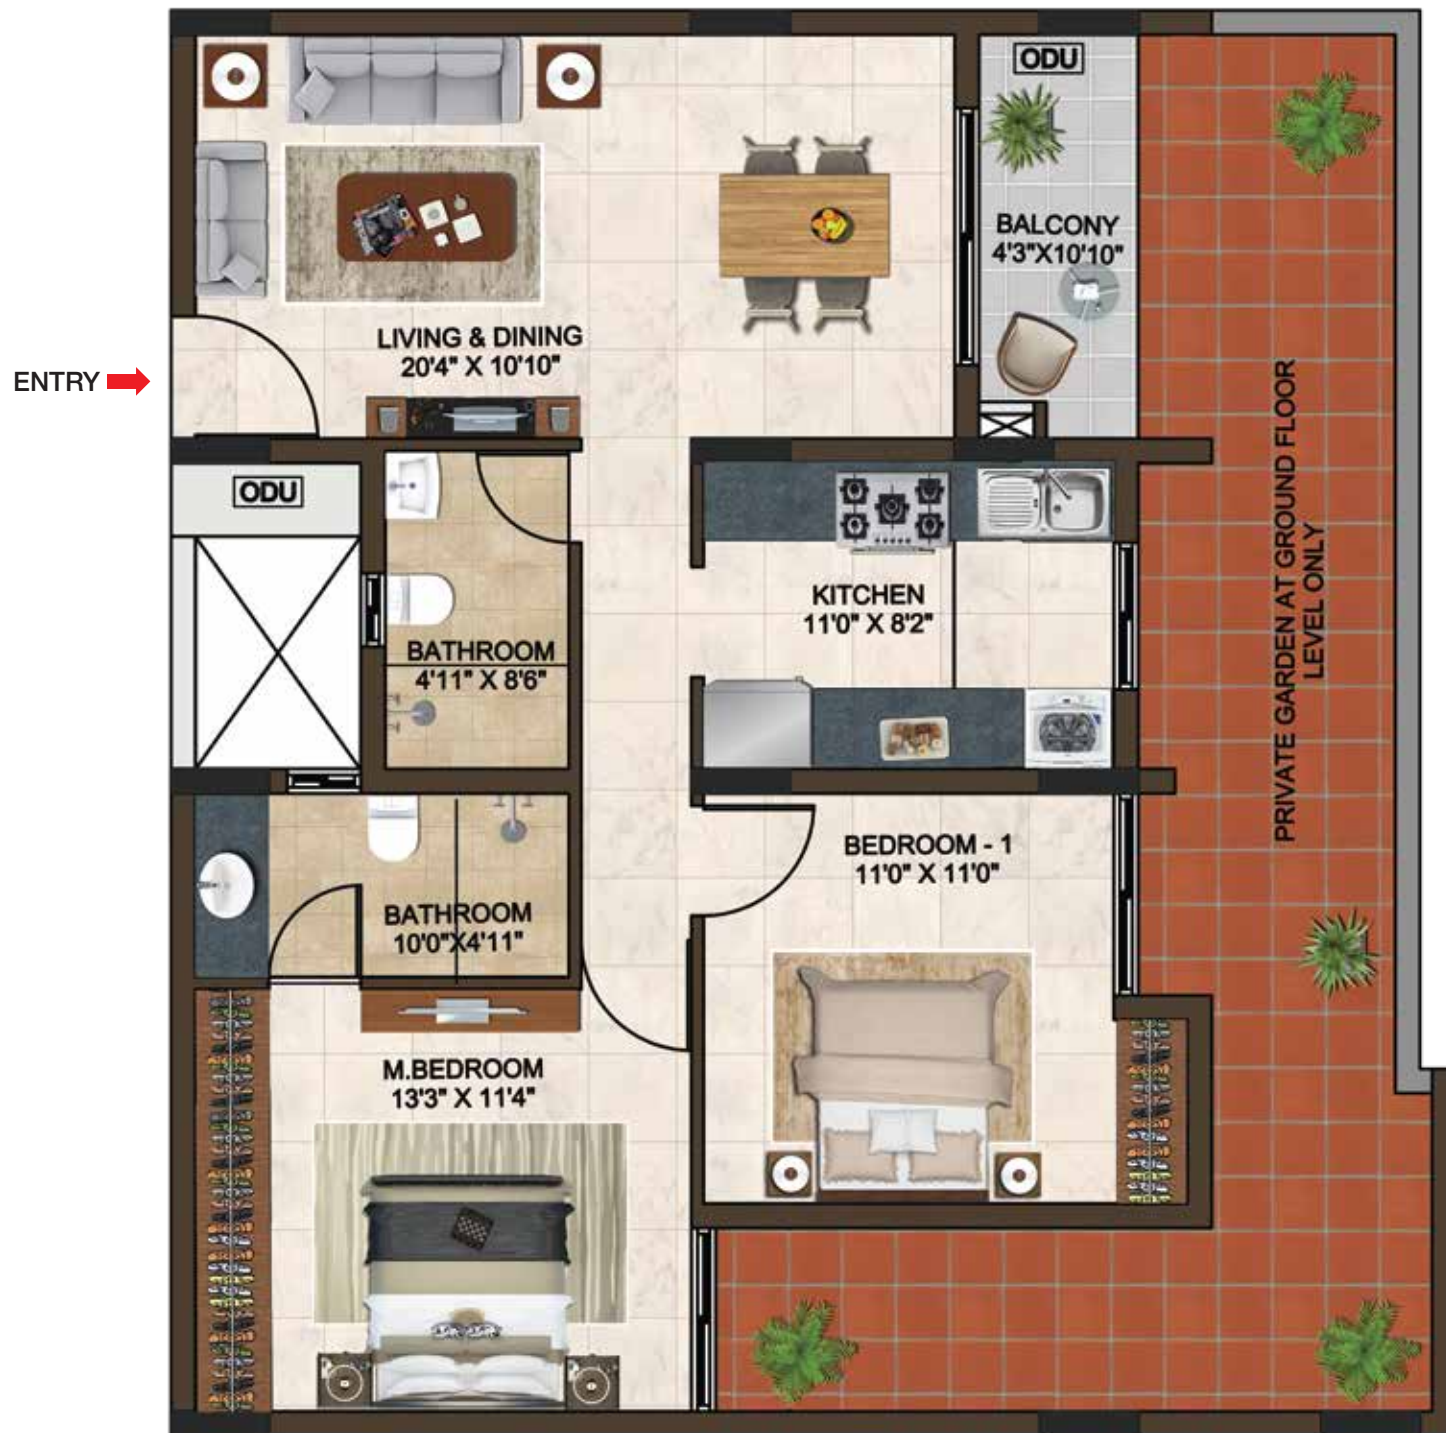 ODU
BALCONY
4'3"X10'10"
LIVING & DINING
20'4" X 10'10"
ENTRY
ODU
KITCHEN
11'0" X 8'2"
BATHROOM
4'11" X 8'6"
PRIVATE GARDEN AT GROUND FLOOR
LEVEL ONLY
BEDROOM - 1
11'0" X 11'0"
BATHROOM
10'0"X4'11"
M.BEDROOM
13'3" X 11'4"